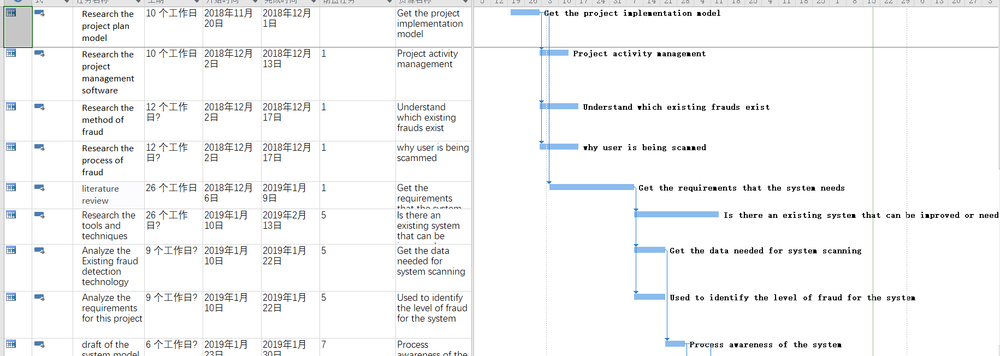 式 任务名称 工期 开始时间 完成时间 前置任务 资源名称 5 12 19 26 3 10 17 24 31 7 14 21 28 4 11 18 25 4 11 18 25 1 8 15 22 29 6 13 20 27 3
Research the project plan model
10 个工作日
2018年11月20日
2018年12月1日
Get the project implementation model
Get the project implementation model
Research the project management software
10 个工作日
2018年12月2日
2018年12月13日
1
Project activity management
Project activity management
Research the method of fraud
12 个工作日?
2018年12月2日
2018年12月17日
1
Understand which existing frauds exist
Understand which existing frauds exist
Research the process of fraud
12 个工作日?
2018年12月2日
2018年12月17日
1
why user is being scammed
why user is being scammed
literature review
26 个工作日
2018年12月6日
2019年1月9日
1
Get the requirements that the system
Get the requirements that the system needs
Research the tools and techniques
26 个工作日?
2019年1月10日
2019年2月13日
5
Is there an existing system that can be
Is there an existing system that can be improved or need
Analyze the Existing fraud detection technology
9 个工作日?
2019年1月10日
2019年1月22日
5
Get the data needed for system scanning
Get the data needed for system scanning
Analyze the requirements for this project
9 个工作日?
2019年1月10日
2019年1月22日
5
Used to identify the level of fraud for the system
Used to identify the level of fraud for the system
draft of the system model
6 个工作日?
2019年1月23日
2019年1月30日
7
Process awareness of the
Process awareness of the system